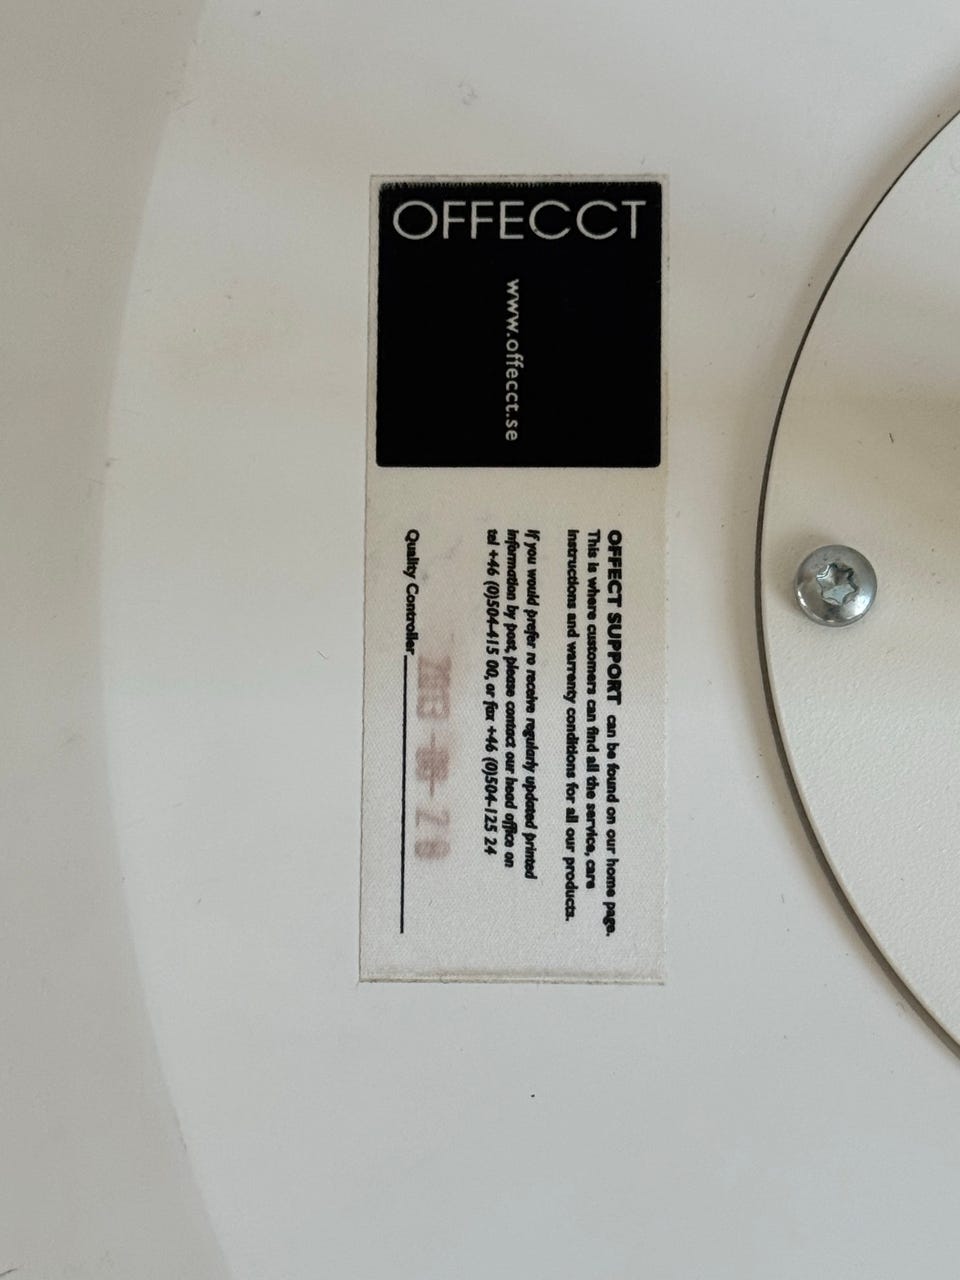 OFFECCT
www.offecct.se
OFFECT SUPPORT can be found on our home page.
This is where customers can find all the service, care
instructions and warrenty conditions for all our products.
If you would prefer re receive regularly updated printed
information by post, please contact our head office on
tel +46 (0)504-415 00, or fax +46 (0)504-125 24
Quality Controller